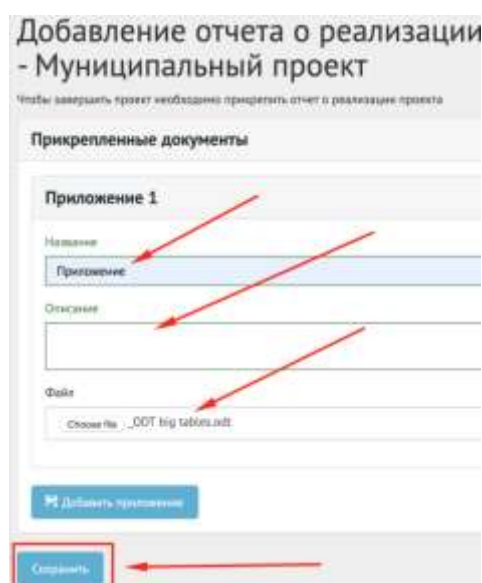 Добавление отчета о реализации
- Муниципальный проект
Чтобы завершить проект необходимо прикрепить отчет о реализации проекта
Прикрепленные документы
Приложение 1
Название
Приложение
Описание
Файл
Choose file _ODT big tables.odt
Добавить приложение
Сохранить